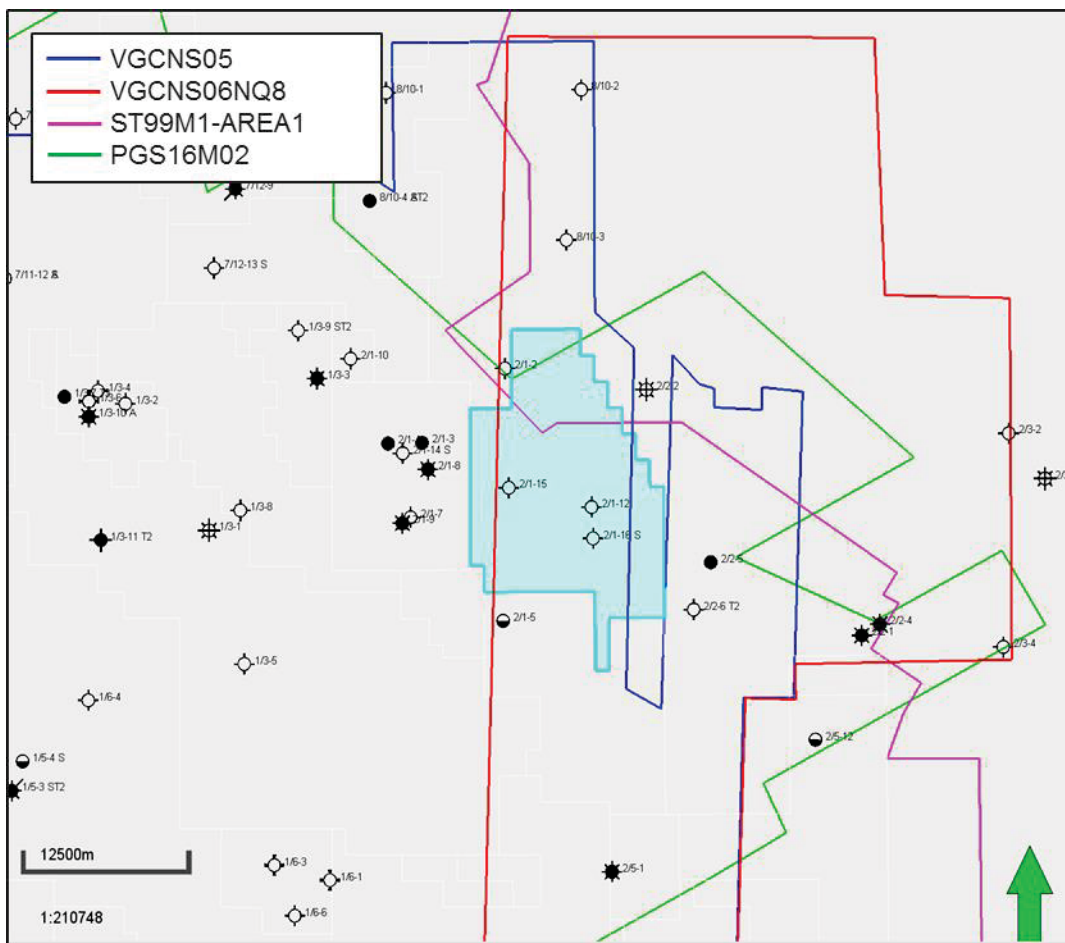 VGCNS05
VGCNS06NQ8
ST99M1-AREA1
PGS16M02
8/10-1
8/10-2
7/12-9
8/10-4
ST2
8/10-3
7/12-13 S
7/11-12
1/3-9 ST2
2/1-10
2/1-2
1/3-3
2/2-2
1/3-4
1/3-2
1/3-10 A
2/3-2
2/1-3
2/1-14 S
2/1-8
2/1-15
2/1-12
1/3-8
2/1-7
2/1-9
1/3-1
1/3-11 T2
2/1-16 S
2/2-5
2/2-6 T2
2/1-5
2/2-4
2/3-4
1/3-5
1/6-4
2/5-12
1/5-4 S
1/5-3 ST2
12500m
1/6-3
1/6-1
2/5-1
1/6-6
1:210748